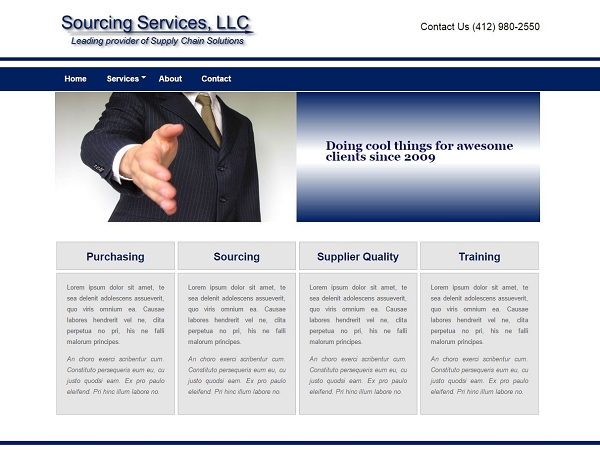 Sourcing Services, LLC
Leading provider of Supply Chain Solutions
Contact Us (412) 980-2550
Home Services About Contact
Doing cool things for awesome
clients since 2009
Purchasing Sourcing Supplier Quality Training
Lorem ipsum dolor sit amet, te
sea delenit adolescens assueverit,
quo viris omnium ea. Causae
labores hendrerit vel ne, clita
perpetua no pri, his ne falli
malorum principes.
An choro exerci scribentur cum.
Constituto persequeris eum eu, cu
justo quodsi eam. Ex pro paulo
eleifend. Pri hinc illum labore no.
Lorem ipsum dolor sit amet, te
sea delenit adolescens assueverit,
quo viris omnium ea. Causae
labores hendrerit vel ne, clita
perpetua no pri, his ne falli
malorum principes.
An choro exerci scribentur cum.
Constituto persequeris eum eu, cu
justo quodsi eam. Ex pro paulo
eleifend. Pri hinc illum labore no.
Lorem ipsum dolor sit amet, te
sea delenit adolescens assueverit,
quo viris omnium ea. Causae
labores hendrerit vel ne, clita
perpetua no pri, his ne falli
malorum principes.
An choro exerci scribentur cum.
Constituto persequeris eum eu, cu
justo quodsi eam. Ex pro paulo
eleifend. Pri hinc illum labore no.
Lorem ipsum dolor sit amet, te
sea delenit adolescens assueverit,
quo viris omnium ea. Causae
labores hendrerit vel ne, clita
perpetua no pri, his ne falli
malorum principes.
An choro exerci scribentur cum.
Constituto persequeris eum eu, cu
justo quodsi eam. Ex pro paulo
eleifend. Pri hinc illum labore no.